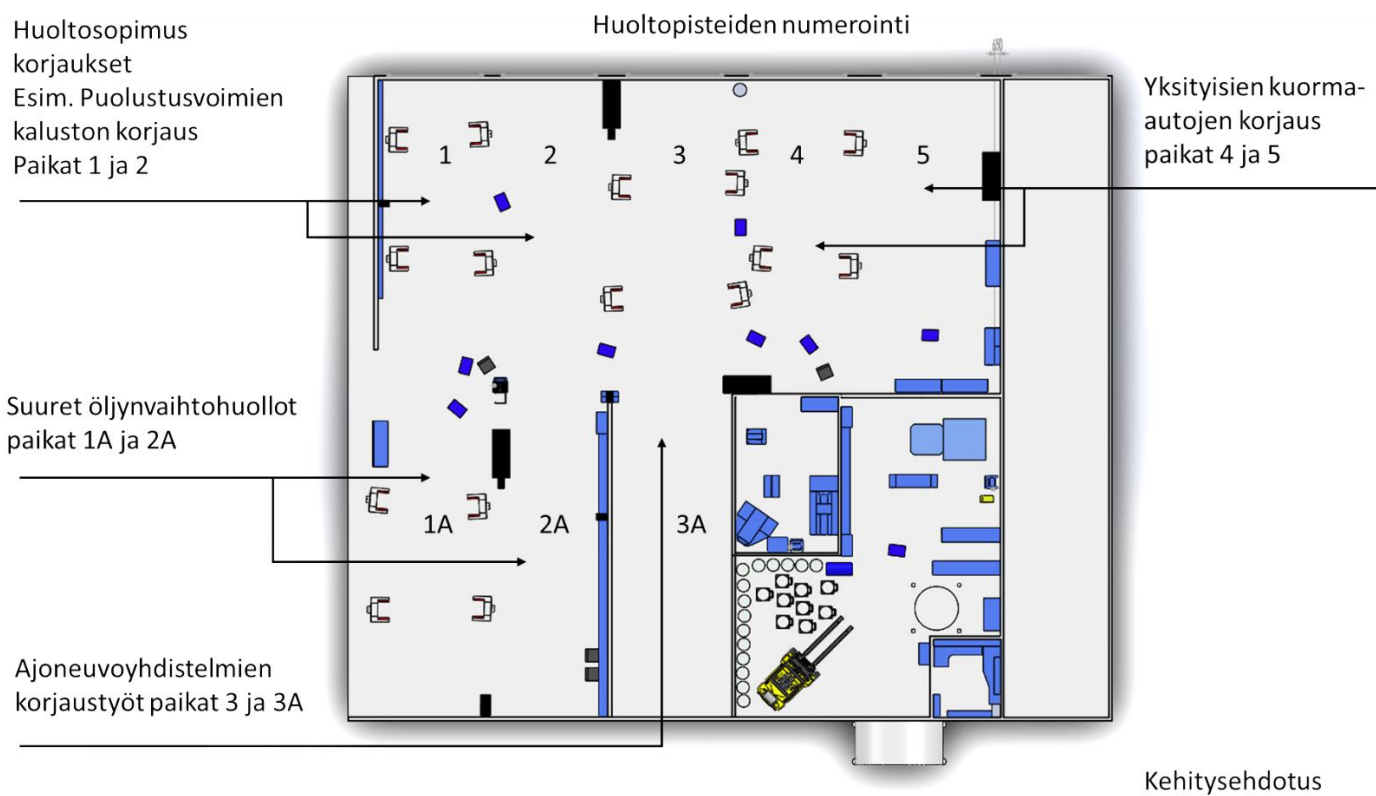 Huoltopisteiden numerointi
Huoltosopimus
korjaukset
Esim. Puolustusvoimien
kaluston korjaus
Paikat 1 ja 2
650
Yksityisien kuorma-
autojen korjaus
paikat 4 ja 5
1 2 3 4 5
Suuret öljynvaihtohuollot
paikat 1A ja 2A
1A 2A 3A
Ajoneuvoyhdistelmien
korjaustyöt paikat 3 ja 3A
Kehitysehdotus